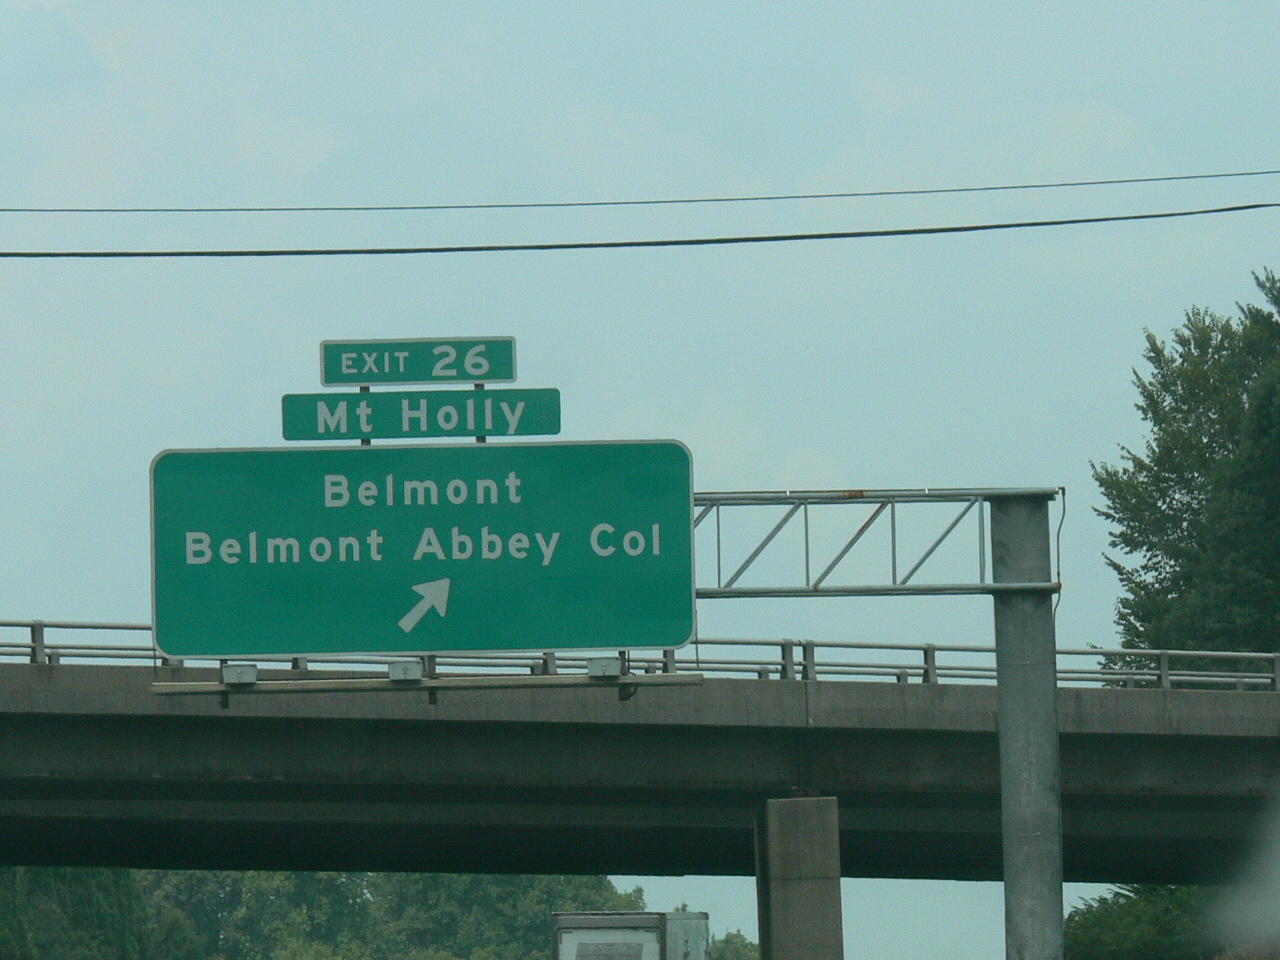 EXIT 26
Mt Holly
Belmont
Belmont Abbey Col